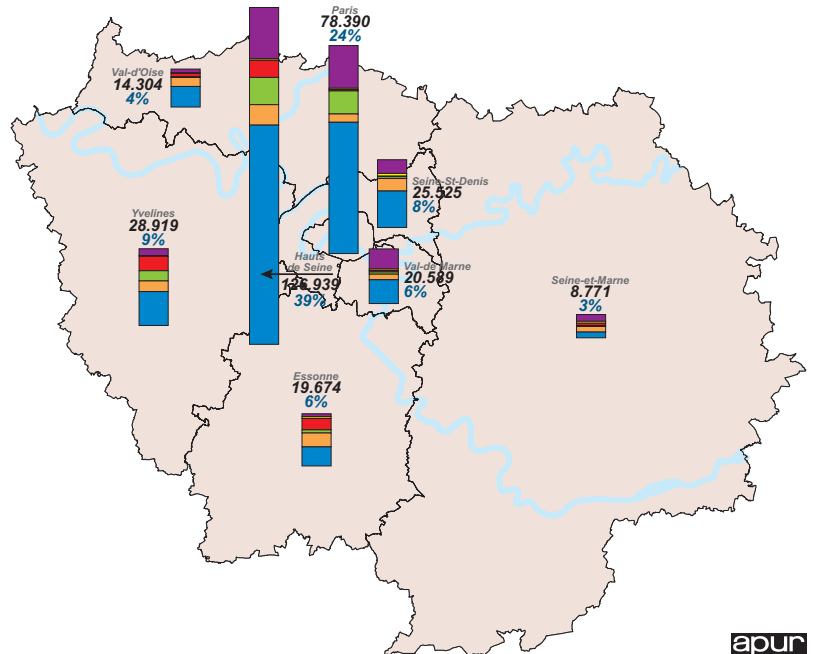 Paris
78.390
24%
Val-d'Oise
14.304
4%
Seine-St-Denis
25.525
8%
Yvelines
28.919
9%
Hauts
de Seine
126.939
39%
Val-de Marne
20.589
6%
Seine-et-Marne
8.771
3%
Essonne
19.674
6%
apur